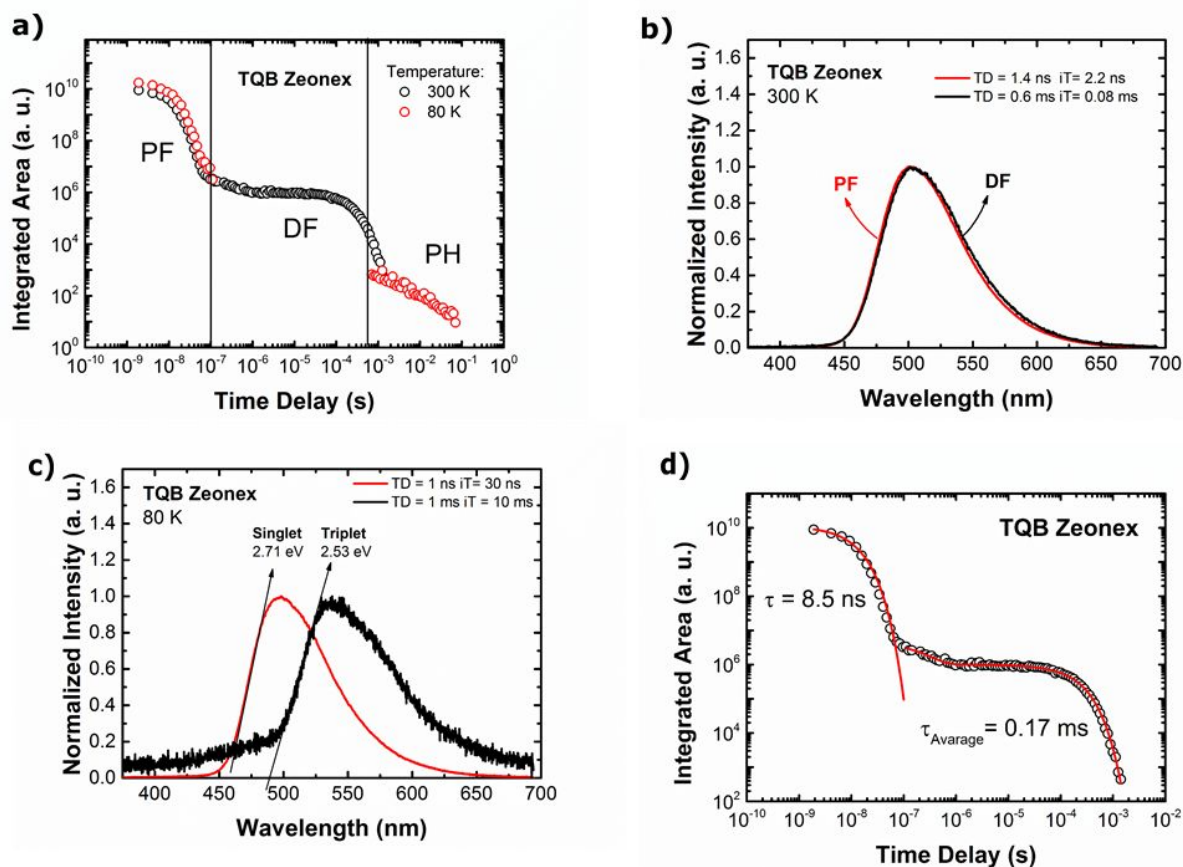 a)
TQB Zeonex
Temperature:
300 K
80 K
PF
DF
PH
Integrated Area (a. u.)
10^10
10^8
10^6
10^4
10^2
10^0
10^-10 10^-9 10^-8 10^-7 10^-6 10^-5 10^-4 10^-3 10^-2 10^-1 10^0
Time Delay (s)
b)
TQB Zeonex
300 K
TD = 1.4 ns iT= 2.2 ns
TD = 0.6 ms iT= 0.08 ms
PF
DF
Normalized Intensity (a. u.)
1.6
1.4
1.2
1.0
0.8
0.6
0.4
0.2
0.0
400 450 500 550 600 650 700
Wavelength (nm)
c)
TQB Zeonex
80 K
TD = 1 ns iT= 30 ns
TD = 1 ms iT = 10 ms
Singlet
2.71 eV
Triplet
2.53 eV
Normalized Intensity (a. u.)
1.6
1.4
1.2
1.0
0.8
0.6
0.4
0.2
0.0
400 450 500 550 600 650 700
Wavelength (nm)
d)
TQB Zeonex
τ = 8.5 ns
τAvarage= 0.17 ms
Integrated Area (a. u.)
10^10
10^8
10^6
10^4
10^2
10^-10 10^-9 10^-8 10^-7 10^-6 10^-5 10^-4 10^-3 10^-2
Time Delay (s)